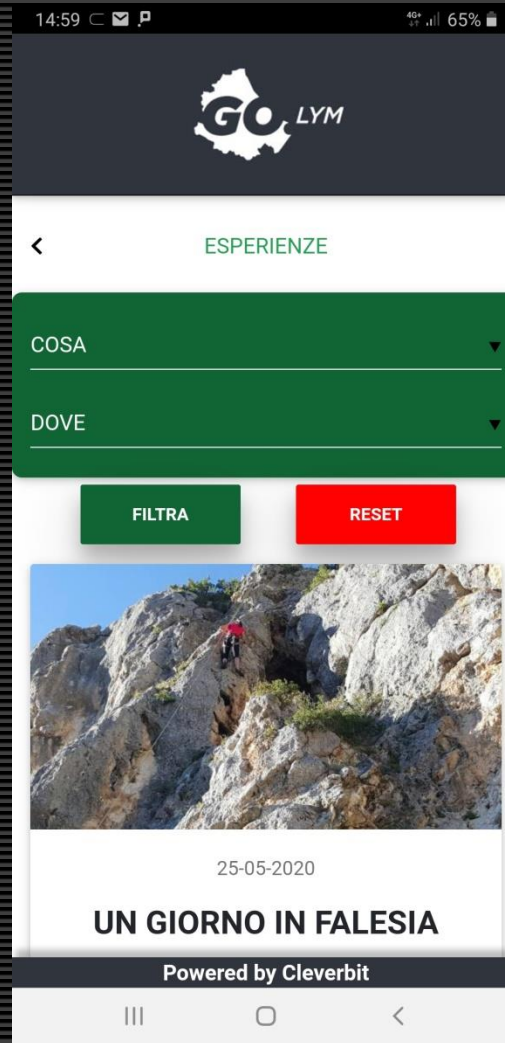 14:59
4G+ 65%
GO LYM
ESPERIENZE
COSA
DOVE
FILTRA RESET
25-05-2020
UN GIORNO IN FALESIA
Powered by Cleverbit